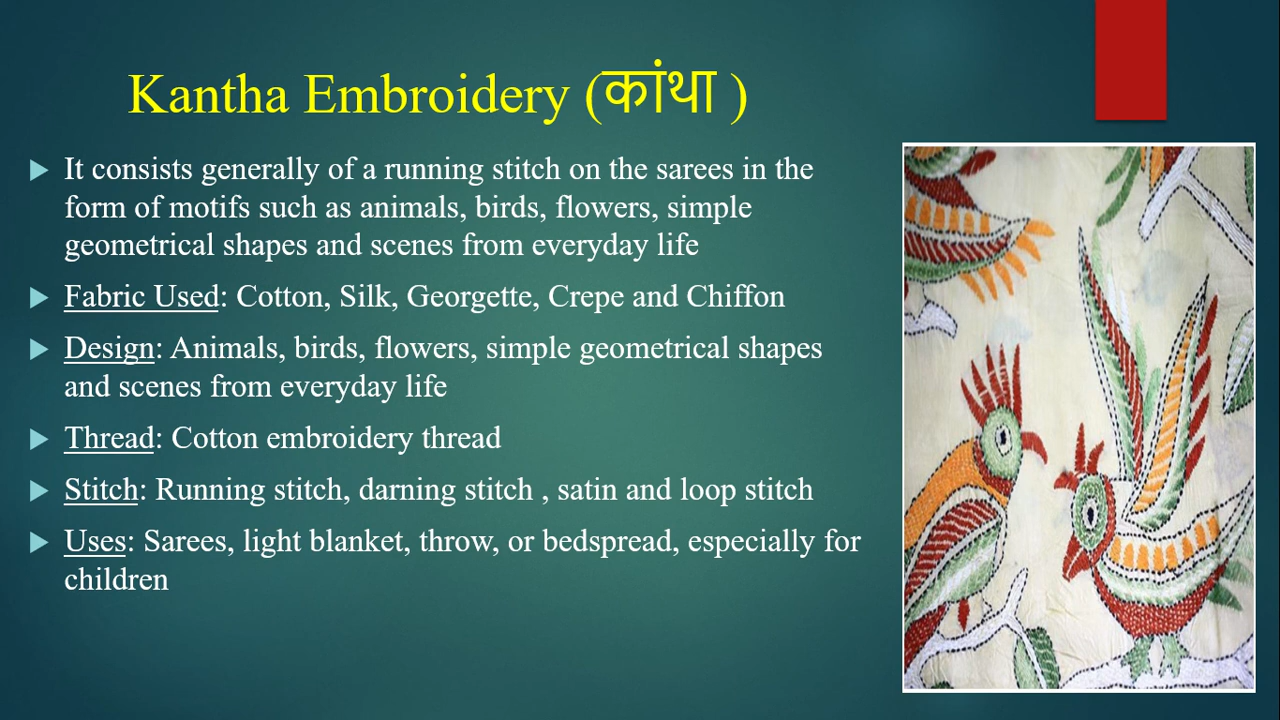 Kantha Embroidery (कांथा )
It consists generally of a running stitch on the sarees in the
form of motifs such as animals, birds, flowers, simple
geometrical shapes and scenes from everyday life
Fabric Used: Cotton, Silk, Georgette, Crepe and Chiffon
Design: Animals, birds, flowers, simple geometrical shapes
and scenes from everyday life
Thread: Cotton embroidery thread
Stitch: Running stitch, darning stitch , satin and loop stitch
Uses: Sarees, light blanket, throw, or bedspread, especially for
children